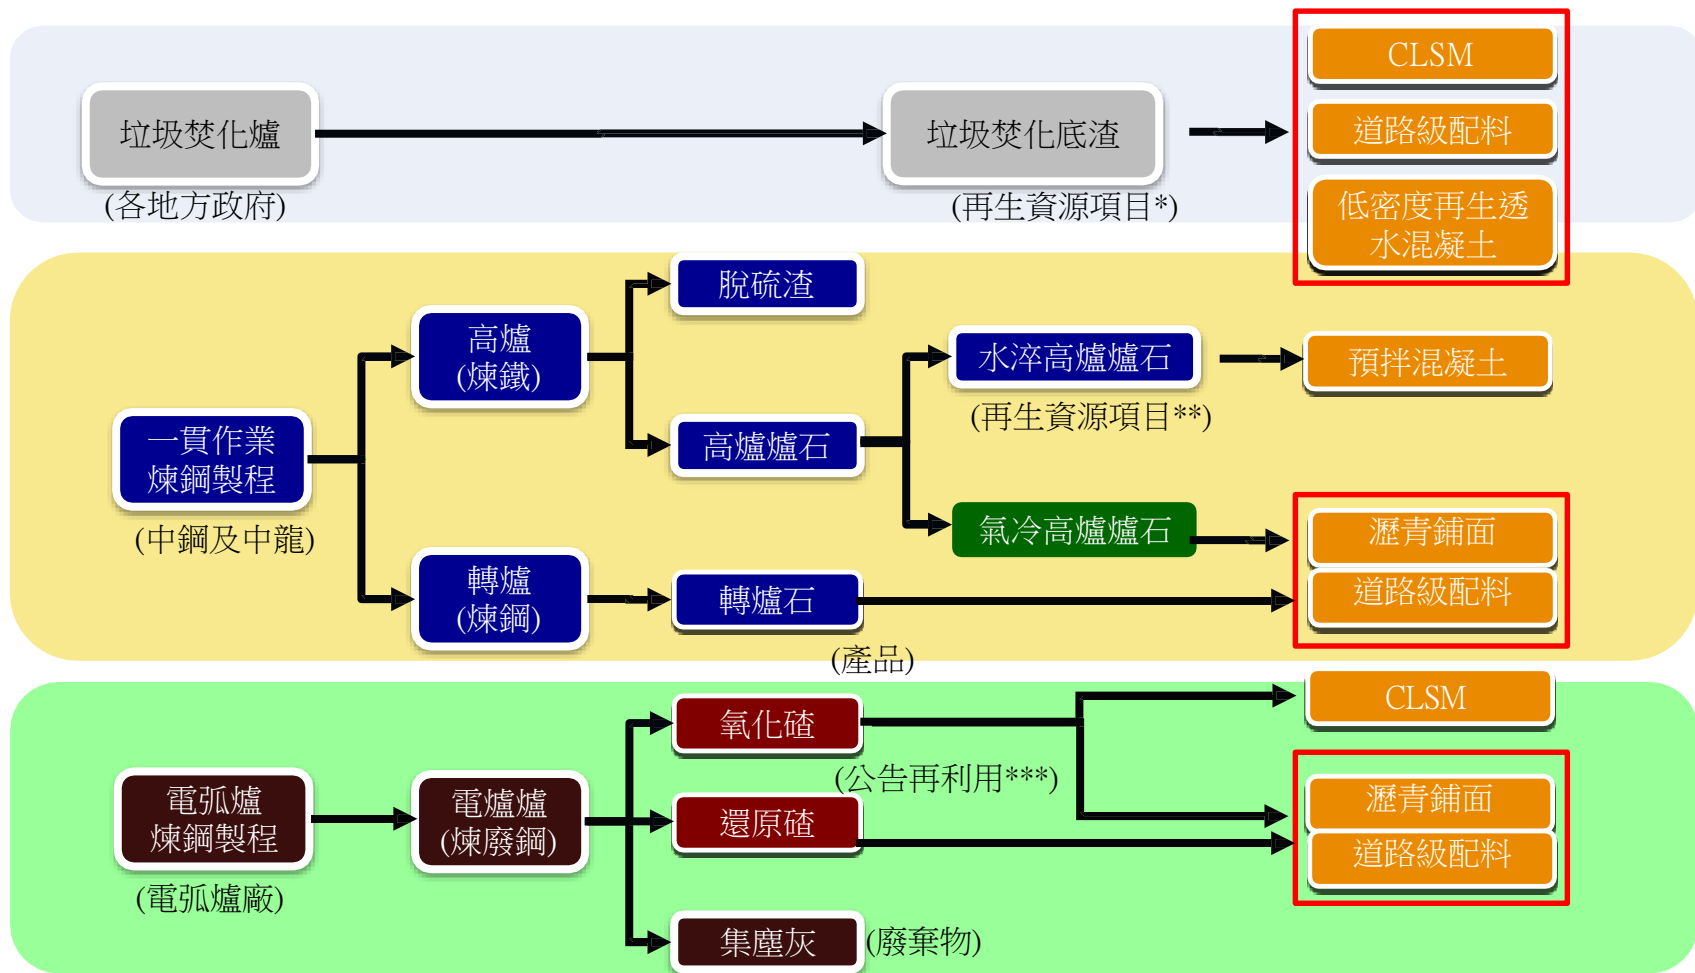 CLSM
垃圾焚化爐
垃圾焚化底渣
道路級配料
(各地方政府)
(再生資源項目*)
低密度再生透
水混凝土
脫硫渣
高爐
(煉鐵)
水淬高爐爐石
預拌混凝土
(再生資源項目**)
一貫作業
煉鋼製程
高爐爐石
(中鋼及中龍)
氣冷高爐爐石
瀝青鋪面
轉爐
(煉鋼)
轉爐石
道路級配料
(產品)
CLSM
氧化碴
(公告再利用***)
電弧爐
煉鋼製程
電爐爐
(煉廢鋼)
還原碴
瀝青鋪面
道路級配料
(電弧爐廠)
集塵灰
(廢棄物)